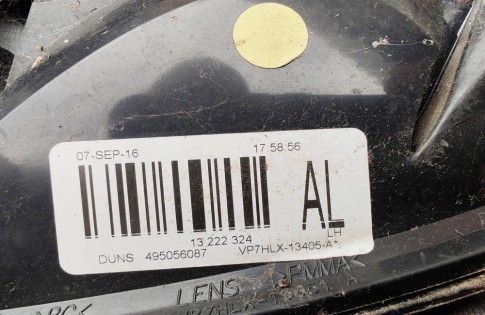 07-SEP-16 17 58 56
AL
13 222 324
LH
DUNS 495056087 VP7HLX-13405-A*
LENS >PMMA<